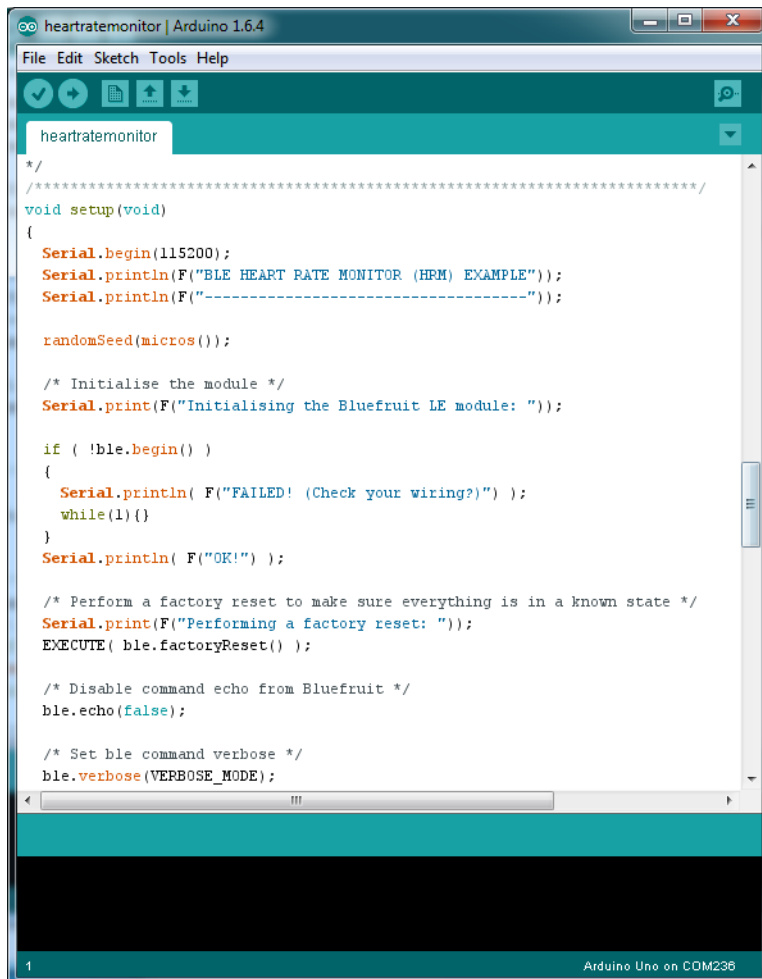 heartratemonitor | Arduino 1.6.4
File Edit Sketch Tools Help
heartratemonitor
*/
/**************************************************************************/
void setup(void)
{
  Serial.begin(115200);
  Serial.println(F("BLE HEART RATE MONITOR (HRM) EXAMPLE"));
  Serial.println(F("------------------------------------"));

  randomSeed(micros());

  /* Initialise the module */
  Serial.print(F("Initialising the Bluefruit LE module: "));

  if ( !ble.begin() )
  {
    Serial.println( F("FAILED! (Check your wiring?)") );
    while(1){}
  }
  Serial.println( F("OK!") );

  /* Perform a factory reset to make sure everything is in a known state */
  Serial.print(F("Performing a factory reset: "));
  EXECUTE( ble.factoryReset() );

  /* Disable command echo from Bluefruit */
  ble.echo(false);

  /* Set ble command verbose */
  ble.verbose(VERBOSE_MODE);
1
Arduino Uno on COM236